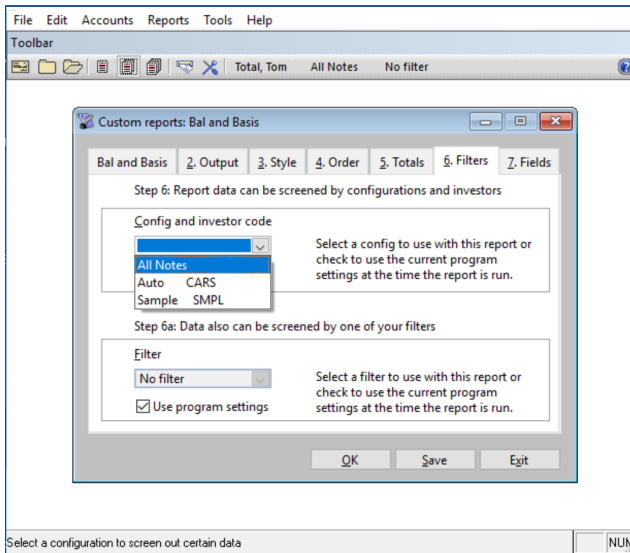 File Edit Accounts Reports Tools Help
Toolbar
Total, Tom All Notes No filter
Custom reports: Bal and Basis
Bal and Basis 2. Output 3. Style 4. Order 5. Totals 6. Filters 7. Fields
Step 6: Report data can be screened by configurations and investors
Config and investor code
Select a config to use with this report or
check to use the current program
settings at the time the report is run.
All Notes
Auto CARS
Sample SMPL
Step 6a: Data also can be screened by one of your filters
Filter
No filter
Use program settings
Select a filter to use with this report or
check to use the current program
settings at the time the report is run.
OK Save Exit
Select a configuration to screen out certain data